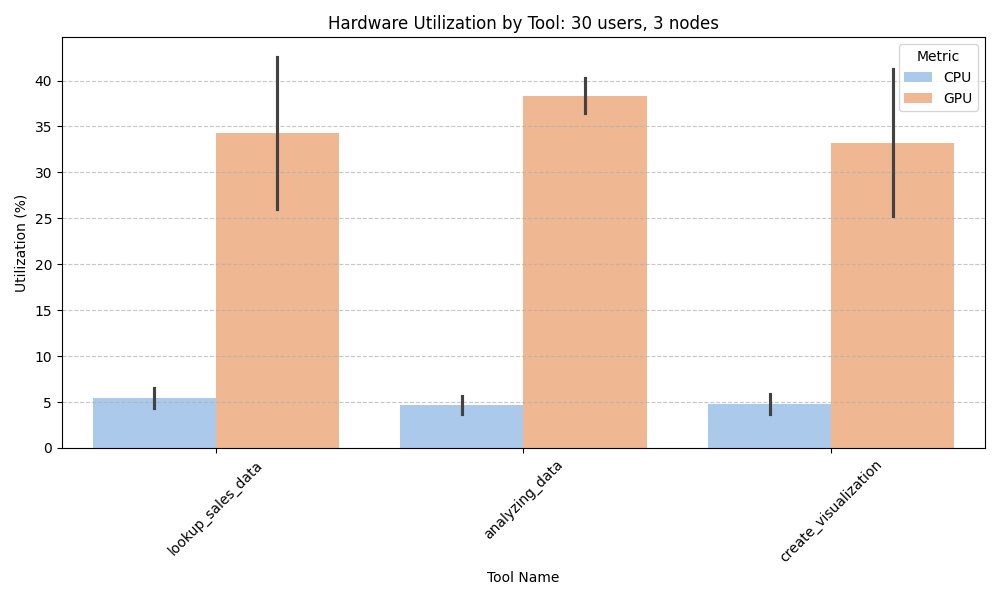 Hardware Utilization by Tool: 30 users, 3 nodes
Metric
CPU
GPU
Utilization (%)
40
35
30
25
20
15
10
5
0
lookup_sales_data
analyzing_data
create_visualization
Tool Name